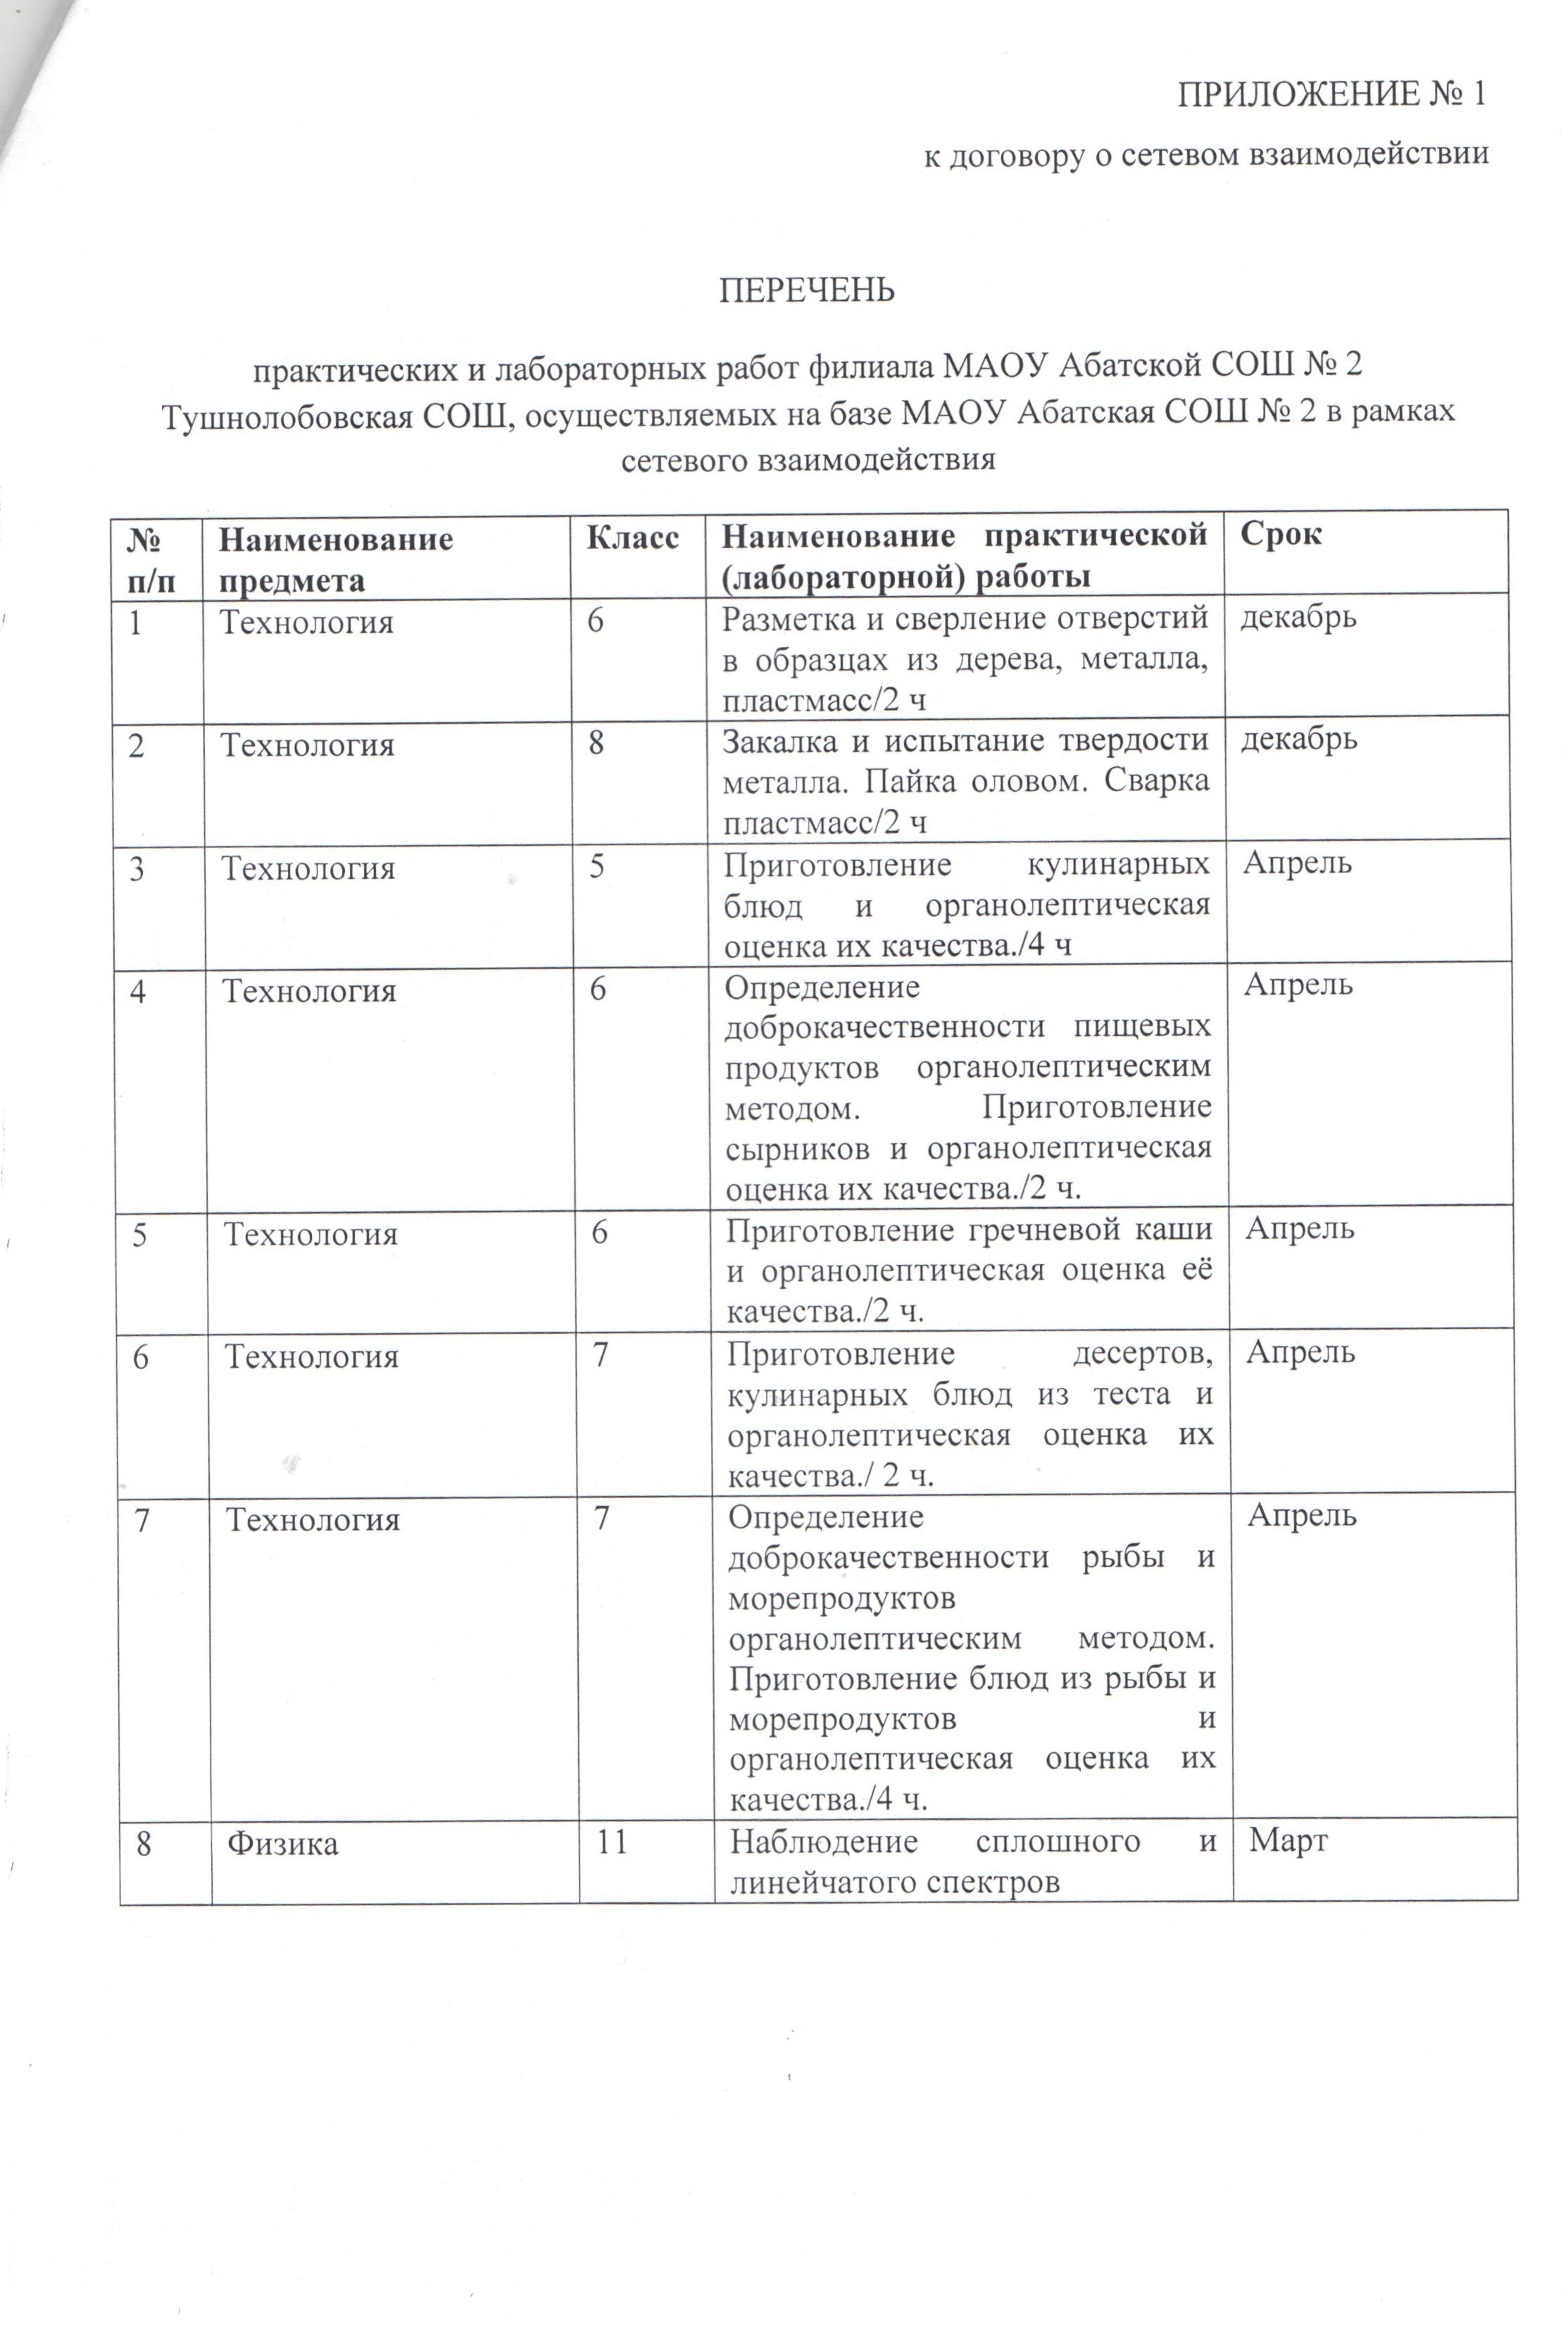 ПРИЛОЖЕНИЕ № 1
к договору о сетевом взаимодействии
ПЕРЕЧЕНЬ
практических и лабораторных работ филиала МАОУ Абатской СОШ № 2
Тушнолобовская СОШ, осуществляемых на базе МАОУ Абатская СОШ № 2 в рамках
сетевого взаимодействия
№ Наименование Класс Наименование практической Срок
п/п предмета (лабораторной) работы
1 Технология 6 Разметка и сверление отверстий декабрь
в образцах из дерева, металла,
пластмасс/2 ч
2 Технология 8 Закалка и испытание твердости декабрь
металла. Пайка оловом. Сварка
пластмасс/2 ч
3 Технология 5 Приготовление кулинарных Апрель
блюд и органолептическая
оценка их качества./4 ч
4 Технология 6 Определение Апрель
доброкачественности пищевых
продуктов органолептическим
методом. Приготовление
сырников и органолептическая
оценка их качества./2 ч.
5 Технология 6 Приготовление гречневой каши Апрель
и органолептическая оценка её
качества./2 ч.
6 Технология 7 Приготовление десертов, Апрель
кулинарных блюд из теста и
органолептическая оценка их
качества./ 2 ч.
7 Технология 7 Определение Апрель
доброкачественности рыбы и
морепродуктов
органолептическим методом.
Приготовление блюд из рыбы и
морепродуктов и
органолептическая оценка их
качества./4 ч.
8 Физика 11 Наблюдение сплошного и Март
линейчатого спектров